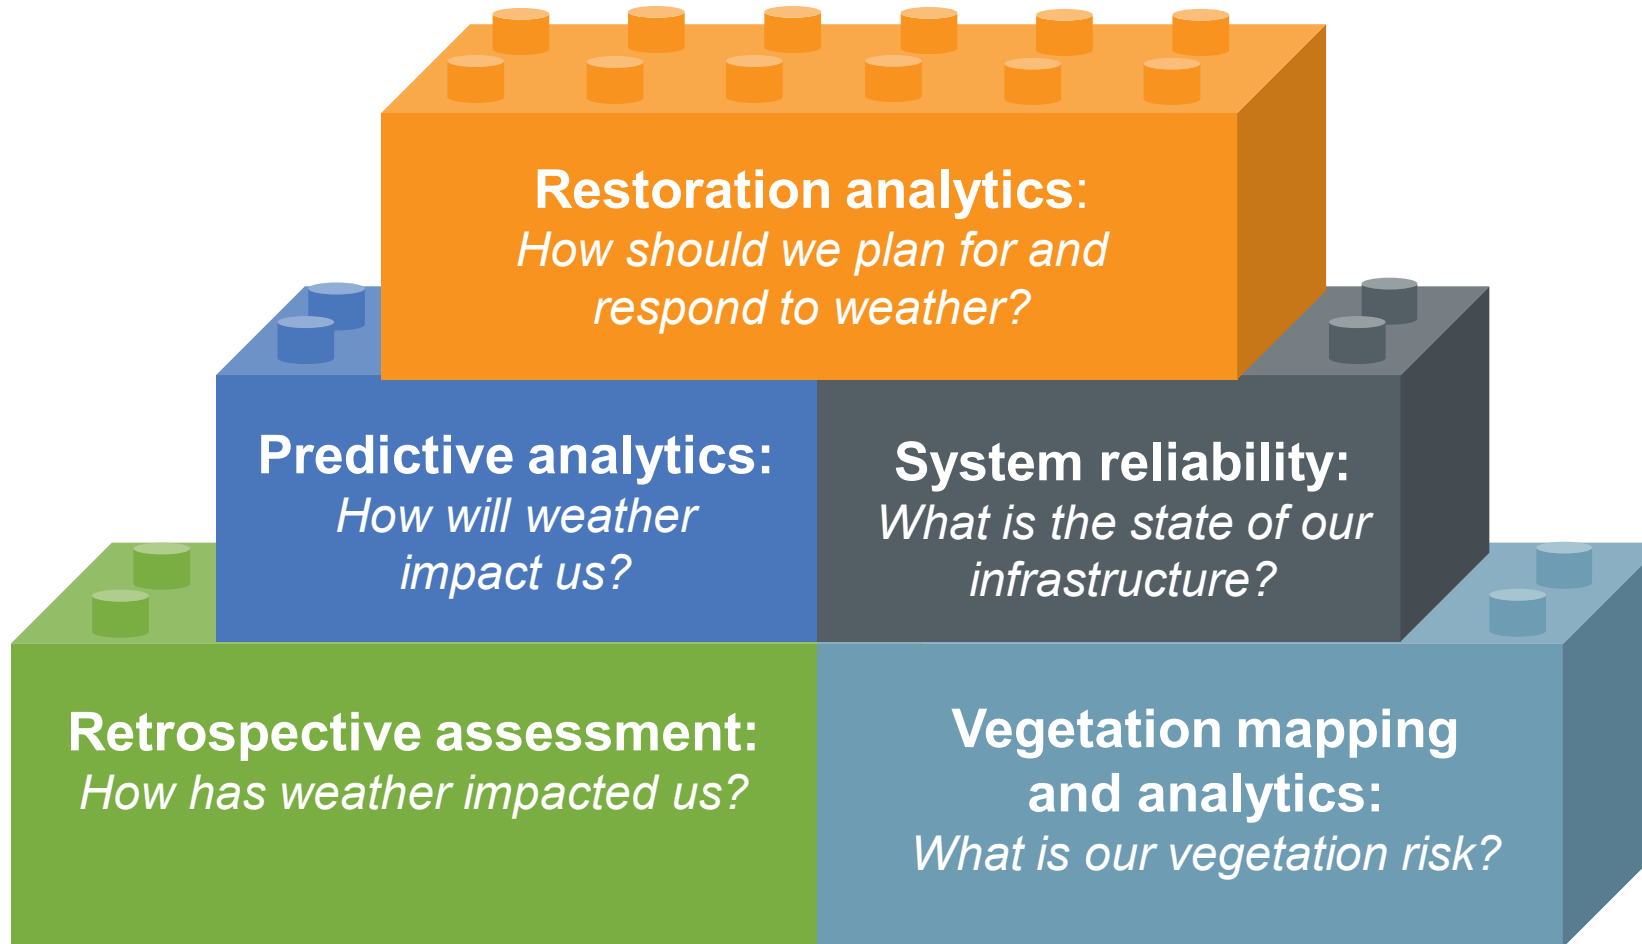 Restoration analytics:
How should we plan for and
respond to weather?
Predictive analytics:
How will weather
impact us?
System reliability:
What is the state of our
infrastructure?
Retrospective assessment:
How has weather impacted us?
Vegetation mapping
and analytics:
What is our vegetation risk?